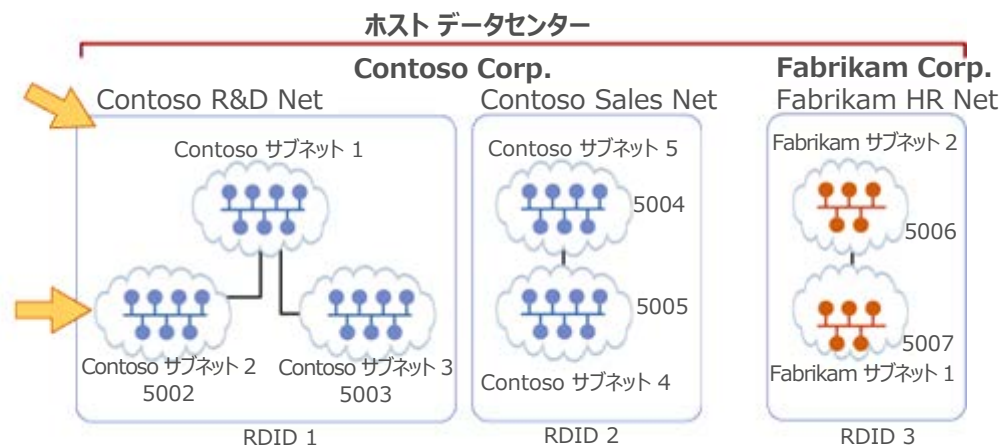 ホスト データセンター
Contoso Corp.
Fabrikam Corp.
Contoso R&D Net
Contoso Sales Net
Fabrikam HR Net
Contoso サブネット 1
Contoso サブネット 2
5002
Contoso サブネット 3
5003
RDID 1
Contoso サブネット 5
5004
5005
Contoso サブネット 4
RDID 2
Fabrikam サブネット 2
5006
5007
Fabrikam サブネット 1
RDID 3